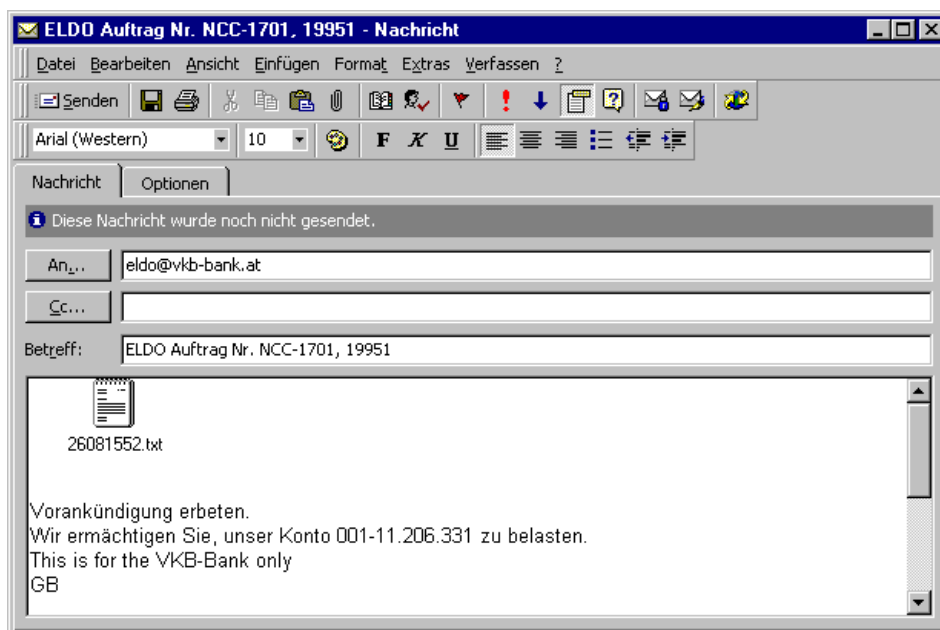 ELDO Auftrag Nr. NCC-1701, 19951 - Nachricht
Datei Bearbeiten Ansicht Einfügen Format Extras Verfassen ?
Senden
Arial (Western) 10 F K U
Nachricht Optionen
Diese Nachricht wurde noch nicht gesendet.
An... eldo@vkb-bank.at
Cc...
Betreff: ELDO Auftrag Nr. NCC-1701, 19951
26081552.txt
Vorankündigung erbeten.
Wir ermächtigen Sie, unser Konto 001-11.206.331 zu belasten.
This is for the VKB-Bank only
GB